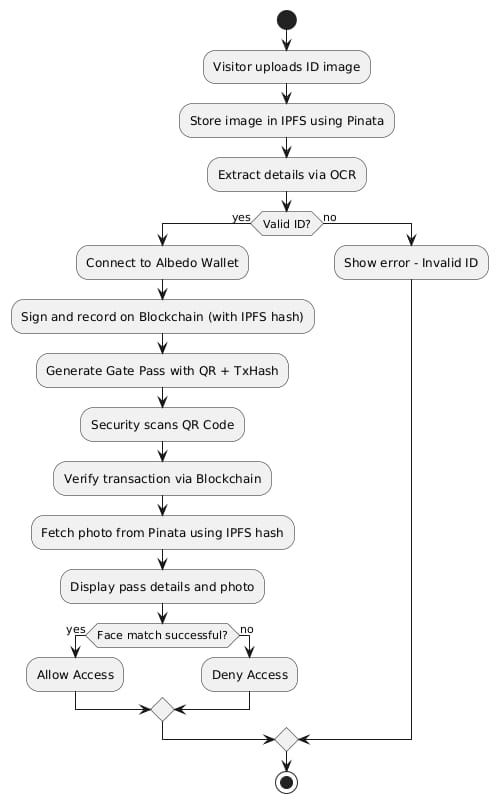 Visitor uploads ID image
Store image in IPFS using Pinata
Extract details via OCR
yes
Valid ID?
no
Connect to Albedo Wallet
Show error - Invalid ID
Sign and record on Blockchain (with IPFS hash)
Generate Gate Pass with QR + TxHash
Security scans QR Code
Verify transaction via Blockchain
Fetch photo from Pinata using IPFS hash
Display pass details and photo
yes
Face match successful?
no
Allow Access
Deny Access